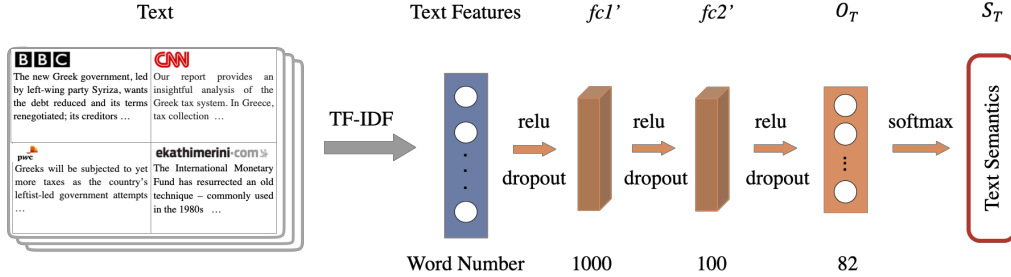 Text
Text Features
fc1’
fc2’
O_T
S_T
BBC
The new Greek government, led
by left-wing party Syriza, wants
the debt reduced and its terms
renegotiated; its creditors …
CNN
Our report provides an
insightful analysis of the
Greek tax system. In Greece,
tax collection …
pwc
Greeks will be subjected to yet
more taxes as the country’s
leftist-led government attempts
…
ekathimerini·com
The International Monetary
Fund has resurrected an old
technique – commonly used
in the 1980s …
TF-IDF
relu
dropout
relu
dropout
relu
dropout
softmax
Text Semantics
Word Number
1000
100
82